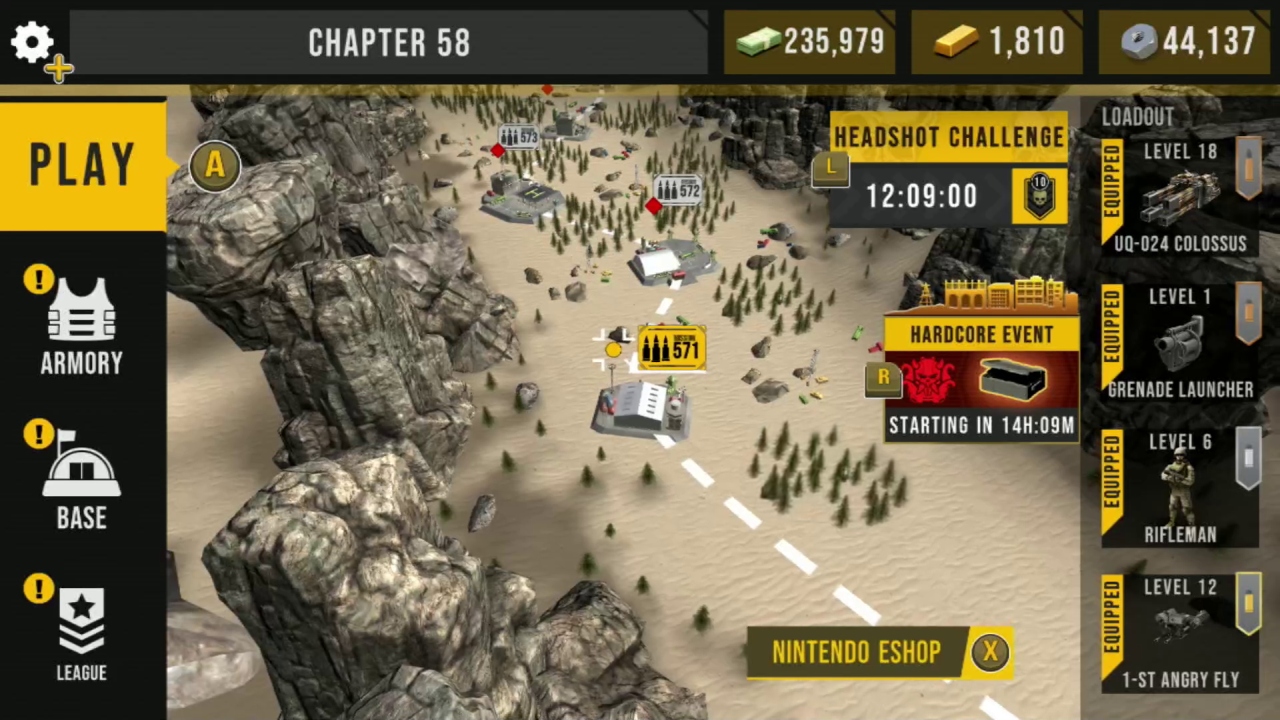 CHAPTER 58
235,979
1,810
44,137
PLAY
A
ARMORY
BASE
LEAGUE
573
572
571
HEADSHOT CHALLENGE
L
12:09:00
10
HARDCORE EVENT
R
STARTING IN 14H:09M
NINTENDO ESHOP
X
LOADOUT
EQUIPPED
LEVEL 18
UQ-024 COLOSSUS
EQUIPPED
LEVEL 1
GRENADE LAUNCHER
EQUIPPED
LEVEL 6
RIFLEMAN
EQUIPPED
LEVEL 12
1-ST ANGRY FLY